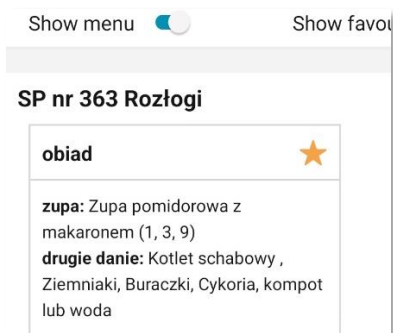 Show menu Show favou
SP nr 363 Rozłogi
obiad
zupa: Zupa pomidorowa z
makaronem (1, 3, 9)
drugie danie: Kotlet schabowy ,
Ziemniaki, Buraczki, Cykoria, kompot
lub woda